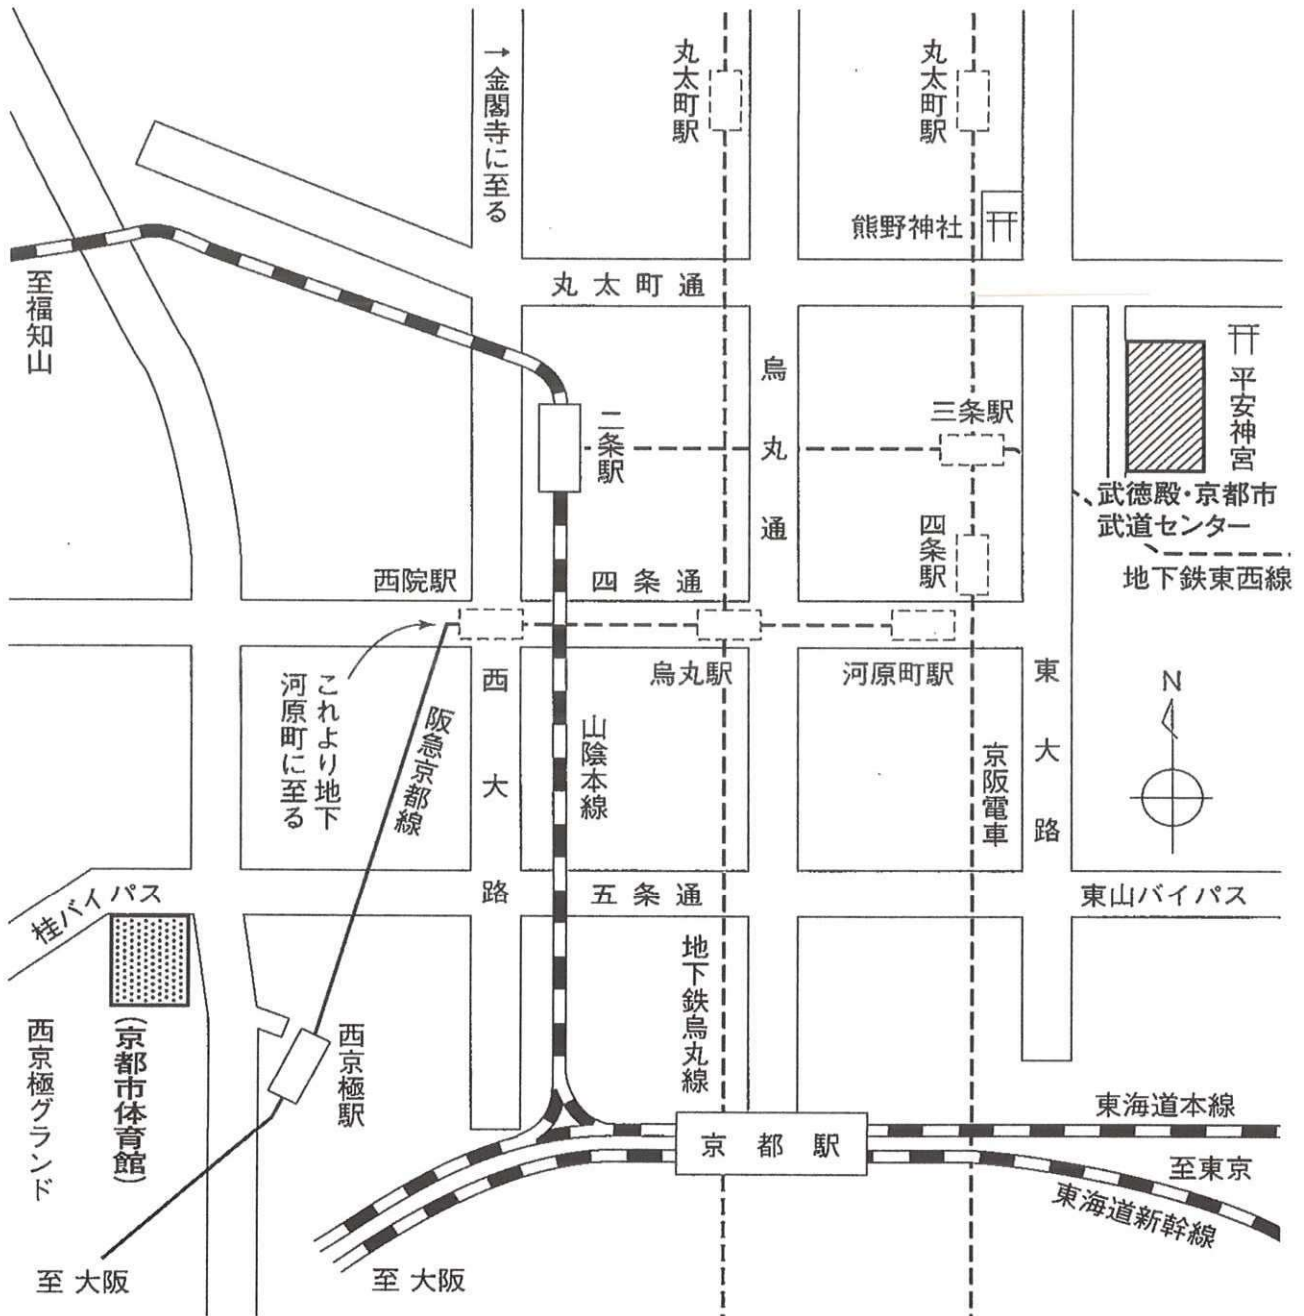 →金閣寺に至る
丸太町駅
丸太町駅
熊野神社
丸太町通
至福知山
烏丸通
平安神宮
二条駅
三条駅
武徳殿・京都市
武道センター
四条駅
地下鉄東西線
西院駅
四条通
烏丸駅
河原町駅
西大路
東大路
N
これより地下
河原町に至る
阪急京都線
山陰本線
京阪電車
五条通
東山バイパス
桂バイパス
地下鉄烏丸線
西京極グランド
(京都市体育館)
西京極駅
東海道本線
京都駅
至東京
東海道新幹線
至 大阪
至 大阪